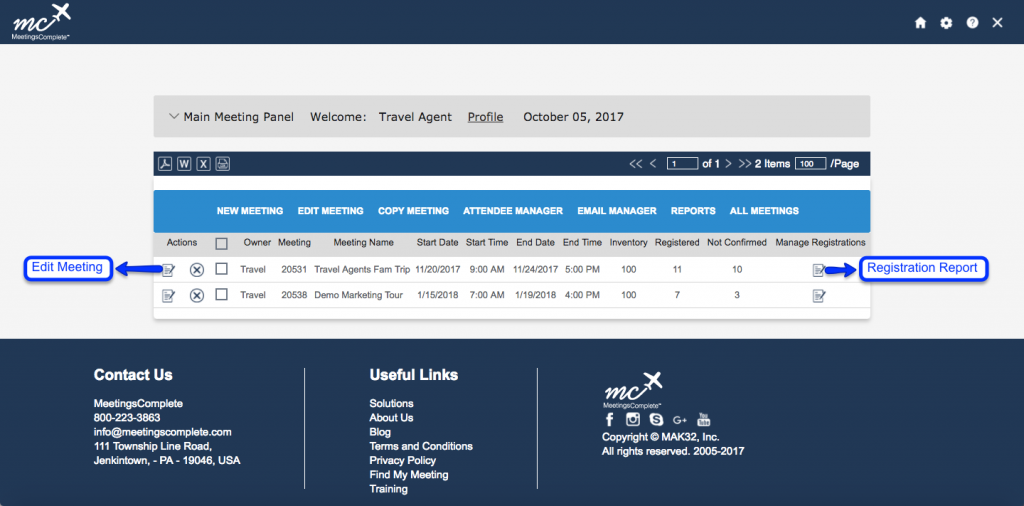 mc
MeetingsComplete™
Main Meeting Panel Welcome: Travel Agent Profile October 05, 2017
W X << < 1 of 1 > >> 2 Items 100 /Page
NEW MEETING EDIT MEETING COPY MEETING ATTENDEE MANAGER EMAIL MANAGER REPORTS ALL MEETINGS
Actions Owner Meeting Meeting Name Start Date Start Time End Date End Time Inventory Registered Not Confirmed Manage Registrations
Edit Meeting Travel 20531 Travel Agents Fam Trip 11/20/2017 9:00 AM 11/24/2017 5:00 PM 100 11 10 Registration Report
Travel 20538 Demo Marketing Tour 1/15/2018 7:00 AM 1/19/2018 4:00 PM 100 7 3
Contact Us
MeetingsComplete
800-223-3863
info@meetingscomplete.com
111 Township Line Road,
Jenkintown, - PA - 19046, USA
Useful Links
Solutions
About Us
Blog
Terms and Conditions
Privacy Policy
Find My Meeting
Training
mc
MeetingsComplete™
f S G+ You Tube
Copyright © MAK32, Inc.
All rights reserved. 2005-2017